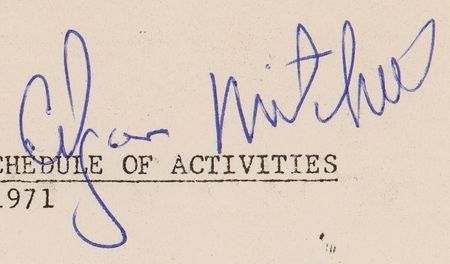 Edgar Mitchell
CHEDULE OF ACTIVITIES
1971